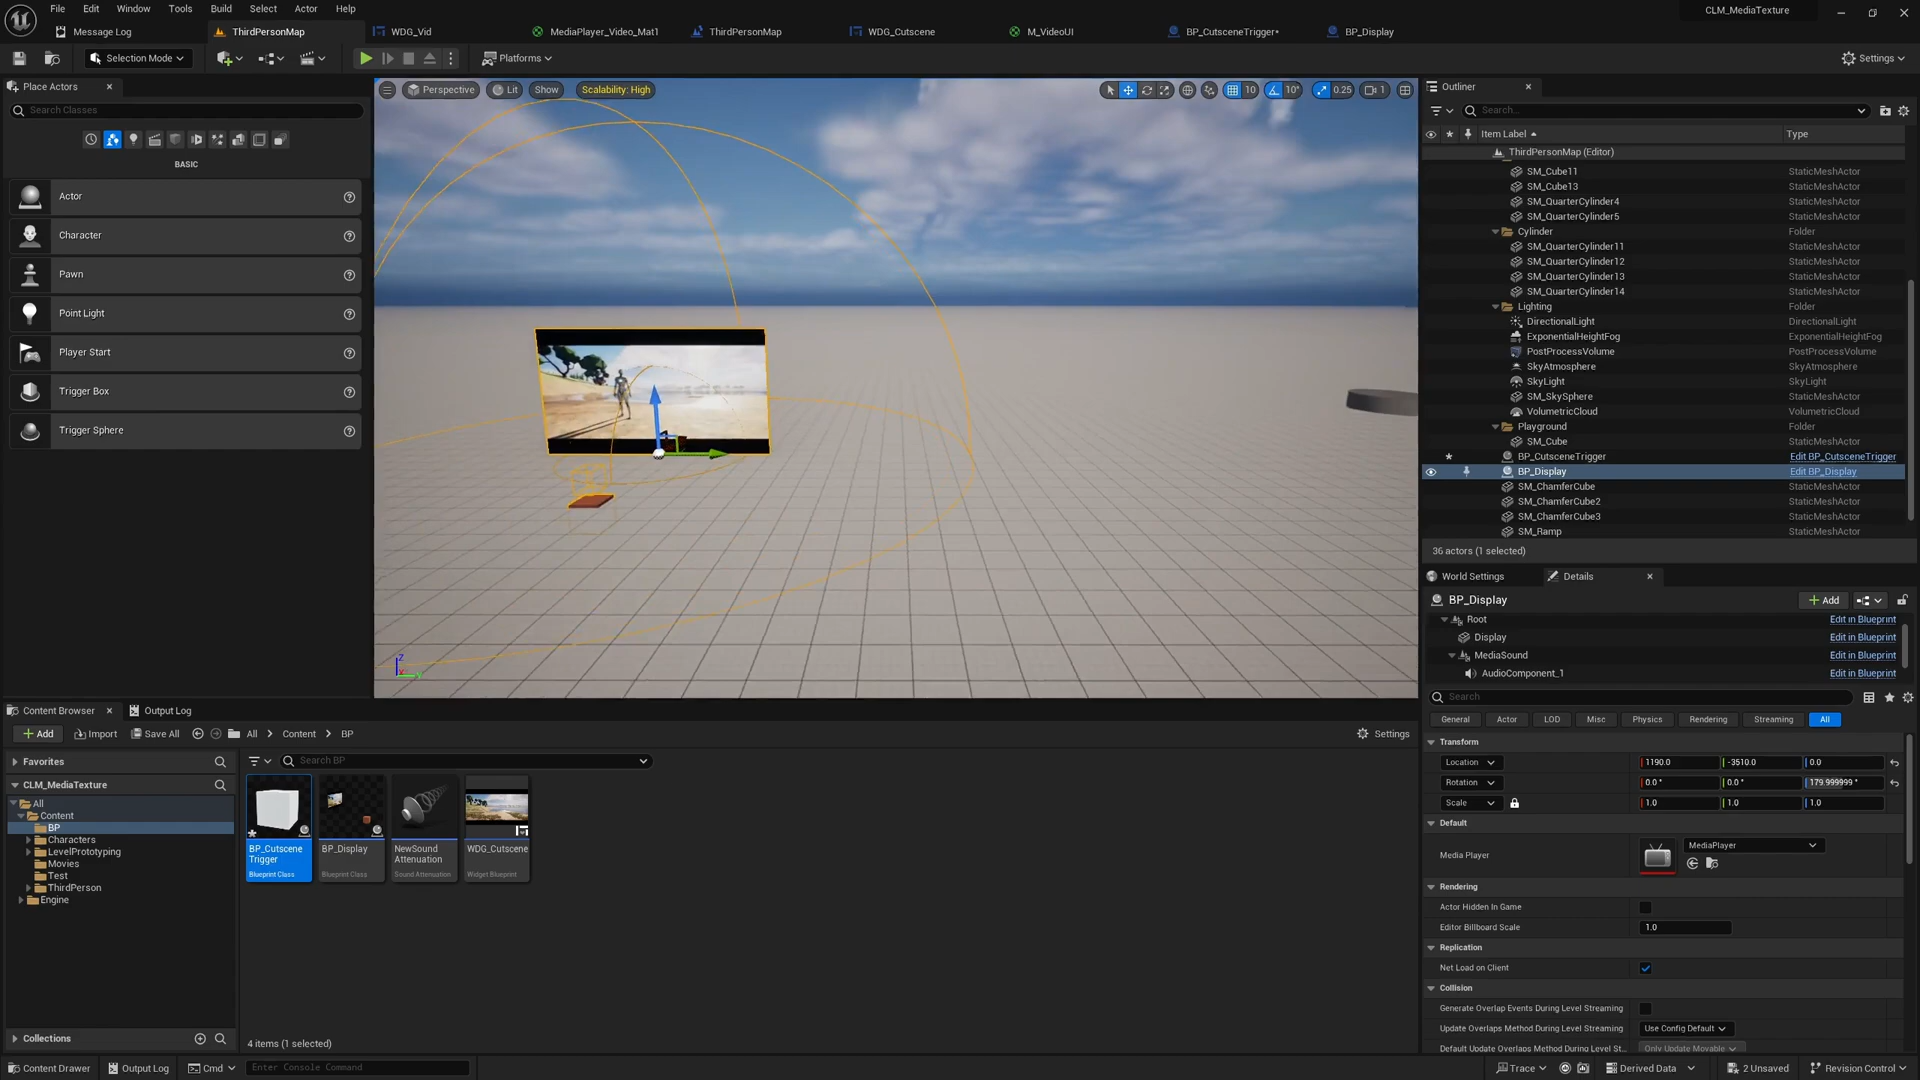 File Edit Window Tools Build Select Actor Help
CLM_MediaTexture
Message Log
ThirdPersonMap
WDG_Vid
MediaPlayer_Video_Mat1
ThirdPersonMap
WDG_Cutscene
M_VideoUI
BP_CutsceneTrigger•
BP_Display
Selection Mode
Platforms
Settings
Place Actors
Search Classes
BASIC
Actor
Character
Pawn
Point Light
Player Start
Trigger Box
Trigger Sphere
Perspective
Lit
Show
Scalability: High
10
10°
0.25
1
Z
Y
Outliner
Search...
Item Label
Type
ThirdPersonMap (Editor)
SM_Cube11 StaticMeshActor
SM_Cube13 StaticMeshActor
SM_QuarterCylinder4 StaticMeshActor
SM_QuarterCylinder5 StaticMeshActor
Cylinder Folder
SM_QuarterCylinder11 StaticMeshActor
SM_QuarterCylinder12 StaticMeshActor
SM_QuarterCylinder13 StaticMeshActor
SM_QuarterCylinder14 StaticMeshActor
Lighting Folder
DirectionalLight DirectionalLight
ExponentialHeightFog ExponentialHeightFog
PostProcessVolume PostProcessVolume
SkyAtmosphere SkyAtmosphere
SkyLight SkyLight
SM_SkySphere StaticMeshActor
VolumetricCloud VolumetricCloud
Playground Folder
SM_Cube StaticMeshActor
BP_CutsceneTrigger Edit BP_CutsceneTrigger
BP_Display Edit BP_Display
SM_ChamferCube StaticMeshActor
SM_ChamferCube2 StaticMeshActor
SM_ChamferCube3 StaticMeshActor
SM_Ramp StaticMeshActor
36 actors (1 selected)
World Settings
Details
BP_Display
Add
Root Edit in Blueprint
Display Edit in Blueprint
MediaSound Edit in Blueprint
AudioComponent_1 Edit in Blueprint
Search
General Actor LOD Misc Physics Rendering Streaming All
Transform
Location 1190.0 -3510.0 0.0
Rotation 0.0 ° 0.0 ° 179.999999 °
Scale 1.0 1.0 1.0
Default
Media Player
MediaPlayer
Rendering
Actor Hidden In Game
Editor Billboard Scale 1.0
Replication
Net Load on Client
Collision
Generate Overlap Events During Level Streaming
Update Overlaps Method During Level Streaming Use Config Default
Default Update Overlaps Method During Level St... Only Update Movable
Content Browser
Output Log
Add
Import
Save All
All
Content
BP
Settings
Favorites
CLM_MediaTexture
All
Content
BP
Characters
LevelPrototyping
Movies
Test
ThirdPerson
Engine
Collections
Search BP
BP_Cutscene
Trigger
Blueprint Class
BP_Display
Blueprint Class
NewSound
Attenuation
Sound Attenuation
WDG_Cutscene
Widget Blueprint
4 items (1 selected)
Content Drawer
Output Log
Cmd
Enter Console Command
Trace
Derived Data
2 Unsaved
Revision Control